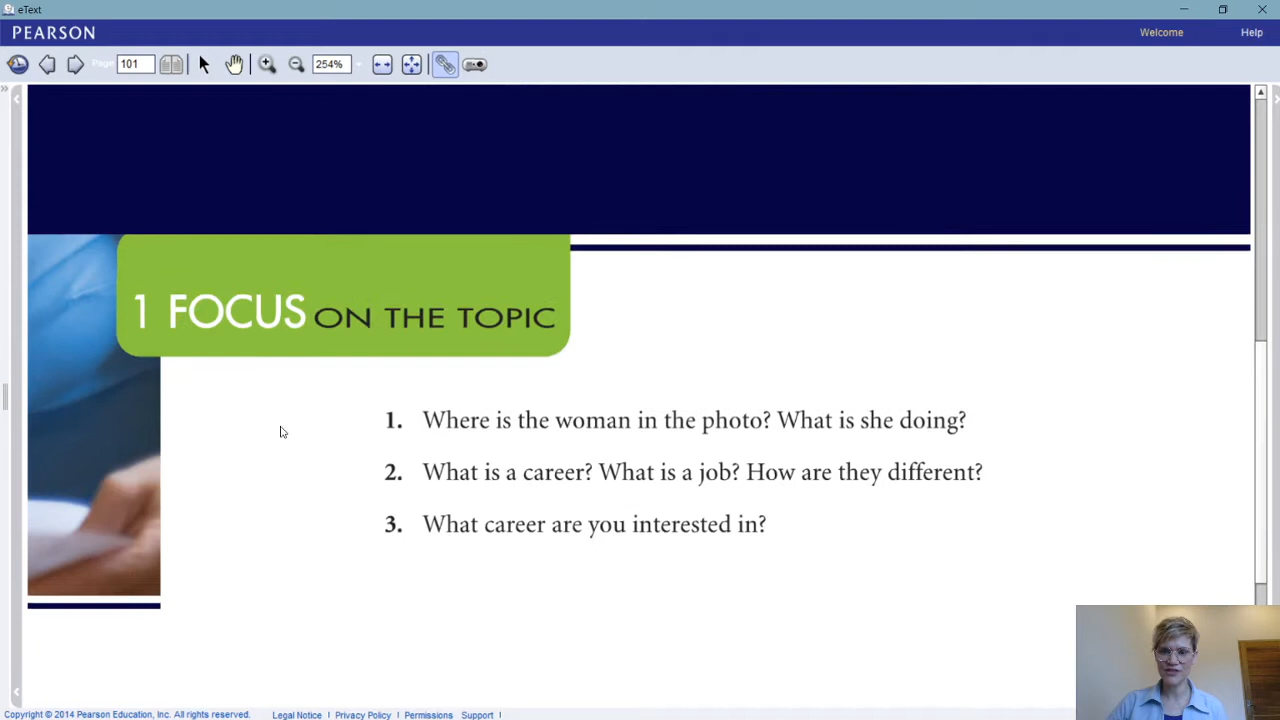 eText
PEARSON
Welcome
Help
Page 101
254%
1 FOCUS ON THE TOPIC
1. Where is the woman in the photo? What is she doing?
2. What is a career? What is a job? How are they different?
3. What career are you interested in?
Copyright © 2014 Pearson Education, Inc. All rights reserved. Legal Notice | Privacy Policy | Permissions Support |